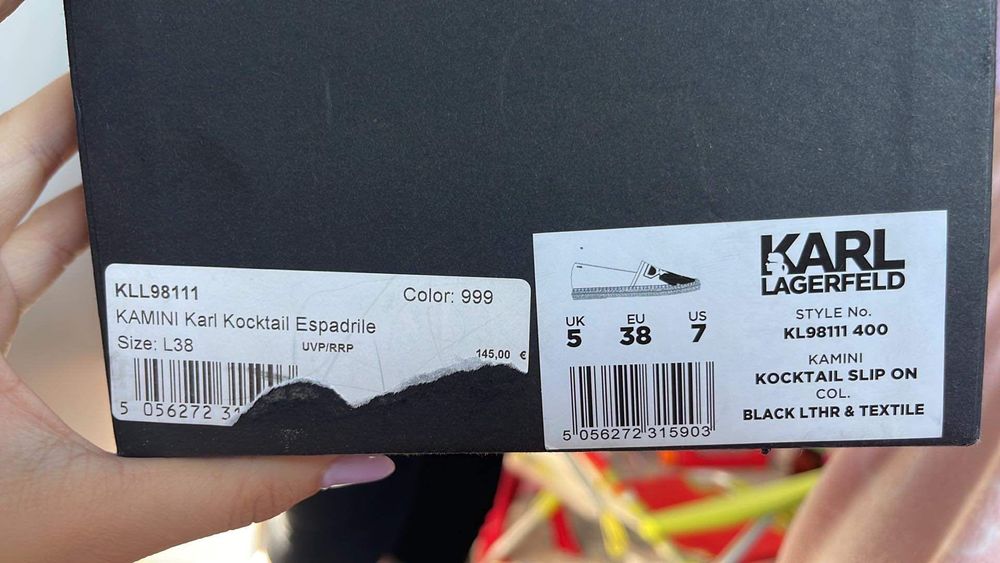 KLL98111 Color: 999
KAMINI Karl Kocktail Espadrile
Size: L38 UVP/RRP
145,00 €
5 056272 31
KARL
LAGERFELD
UK EU US
5 38 7
STYLE No.
KL98111 400
KAMINI
KOCKTAIL SLIP ON
COL.
BLACK LTHR & TEXTILE
5 056272 315903